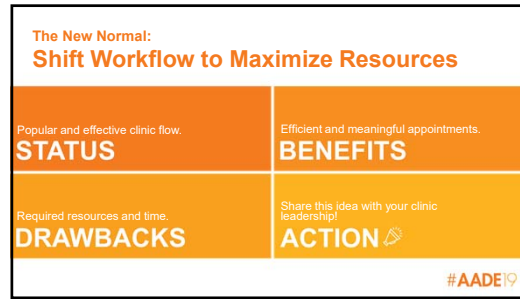 The New Normal:
Shift Workflow to Maximize Resources
Popular and effective clinic flow.
STATUS
Efficient and meaningful appointments.
BENEFITS
Required resources and time.
DRAWBACKS
Share this idea with your clinic
leadership!
ACTION
#AADE19